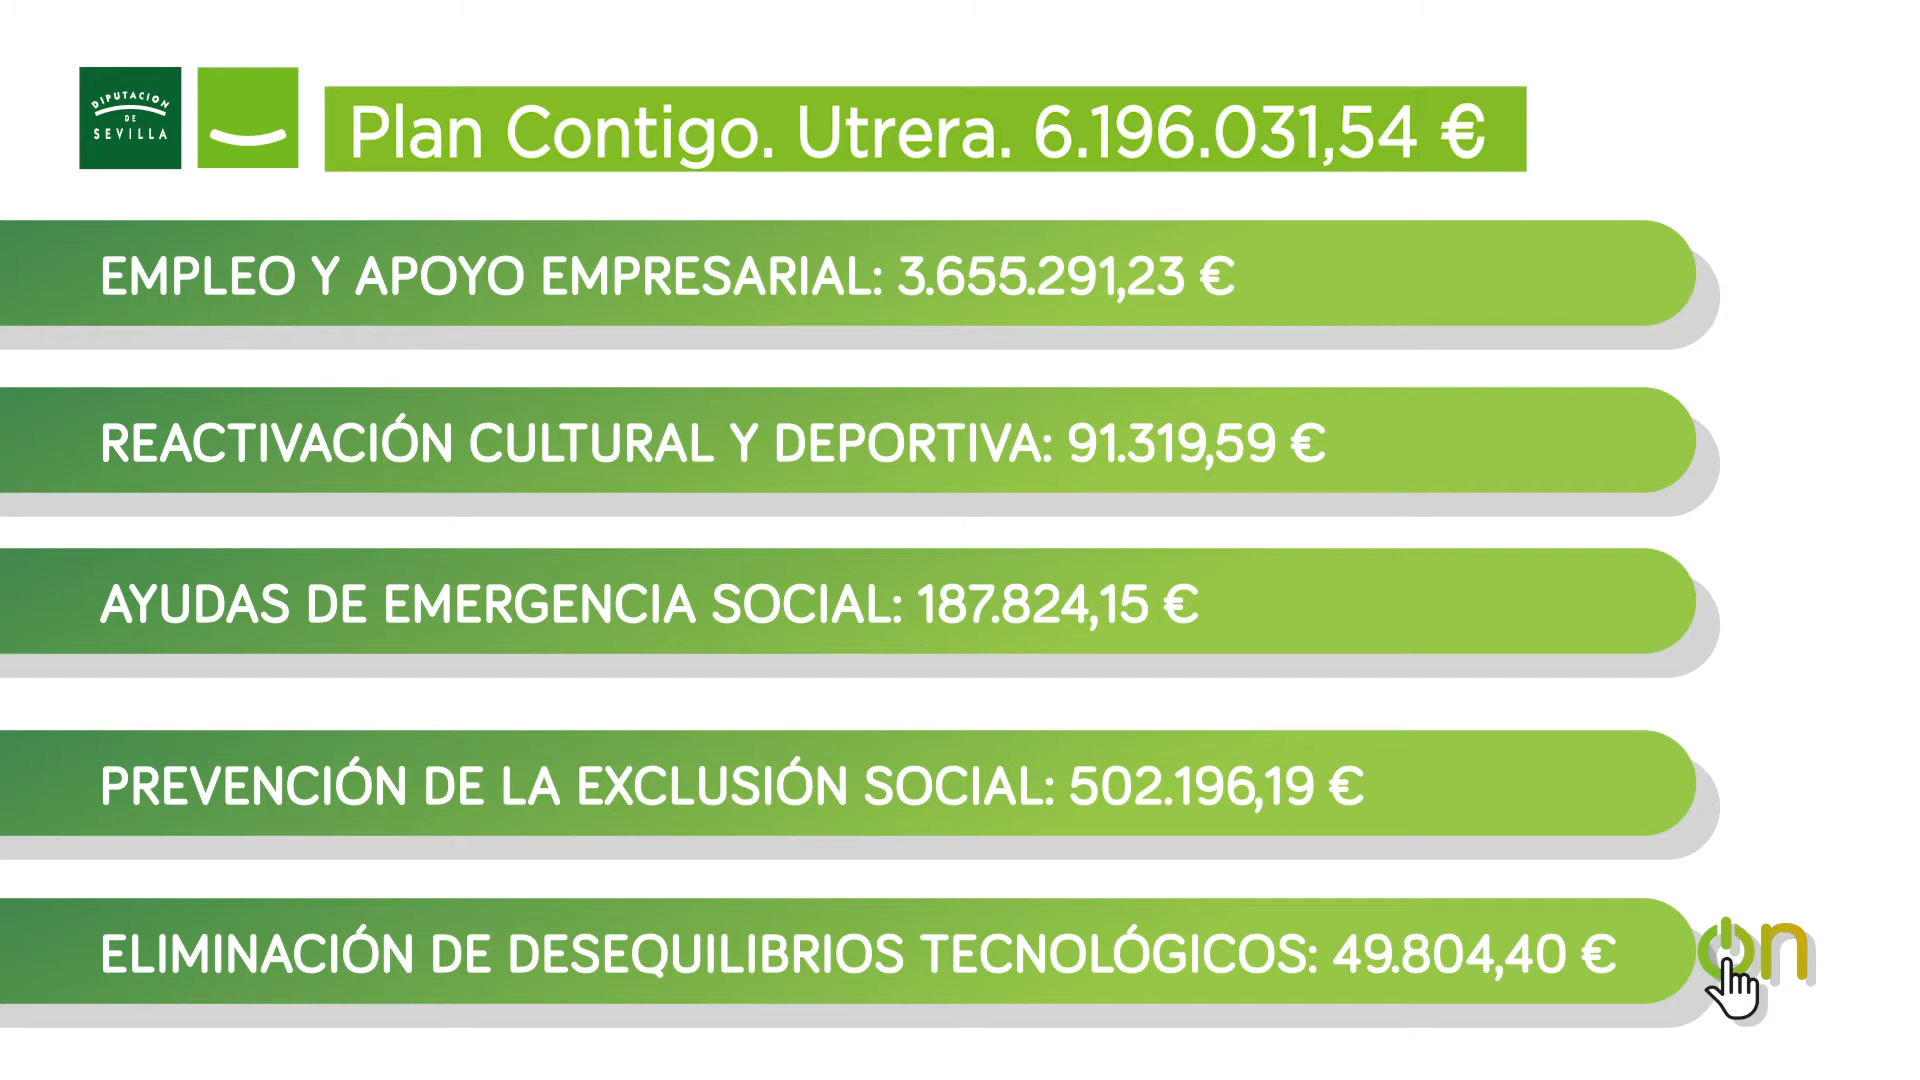 DIPUTACION
DE
SEVILLA
Plan Contigo. Utrera. 6.196.031,54 €
EMPLEO Y APOYO EMPRESARIAL: 3.655.291,23 €
REACTIVACIÓN CULTURAL Y DEPORTIVA: 91.319,59 €
AYUDAS DE EMERGENCIA SOCIAL: 187.824,15 €
PREVENCIÓN DE LA EXCLUSIÓN SOCIAL: 502.196,19 €
ELIMINACIÓN DE DESEQUILIBRIOS TECNOLÓGICOS: 49.804,40 €
on